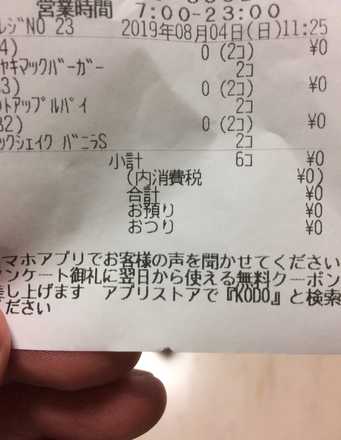 営業時間 7:00-23:00
レジNO 23 2019年08月04日(日)11:25
4) 0 (2コ) ¥0
ヤキマックバーガー 2コ
3) 0 (2コ) ¥0
ットアップルパイ 2コ
32) 0 (2コ) ¥0
ックシェイク バニラS 2コ
小計 6コ ¥0
(内消費税 ¥0)
合計 ¥0
お預り ¥0
おつり ¥0
マホアプリでお客様の声を聞かせてください
ンケート御礼に翌日から使える無料クーポン
差し上げます アプリストアで『KODO』と検索
ださい